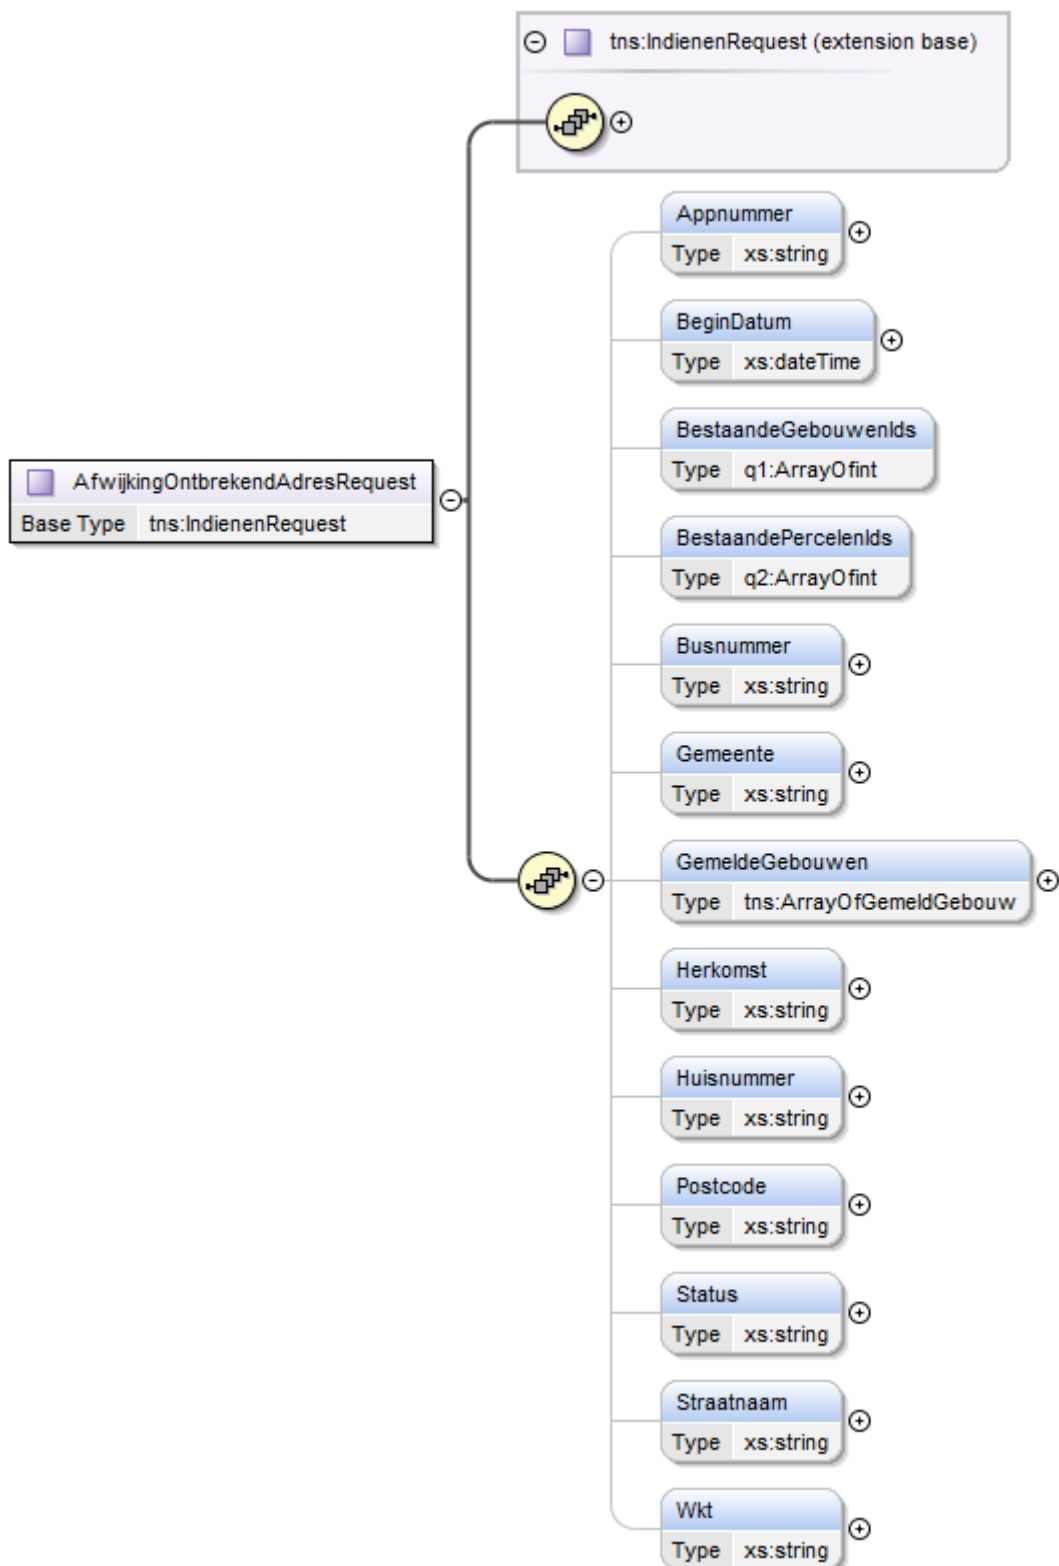 tns:IndienenRequest (extension base)
Appnummer
Type xs:string
BeginDatum
Type xs:dateTime
BestaandeGebouwenIds
Type q1:ArrayOfint
AfwijkingOntbrekendAdresRequest
Base Type tns:IndienenRequest
BestaandePercelenIds
Type q2:ArrayOfint
Busnummer
Type xs:string
Gemeente
Type xs:string
GemeldeGebouwen
Type tns:ArrayOfGemeldGebouw
Herkomst
Type xs:string
Huisnummer
Type xs:string
Postcode
Type xs:string
Status
Type xs:string
Straatnaam
Type xs:string
Wkt
Type xs:string